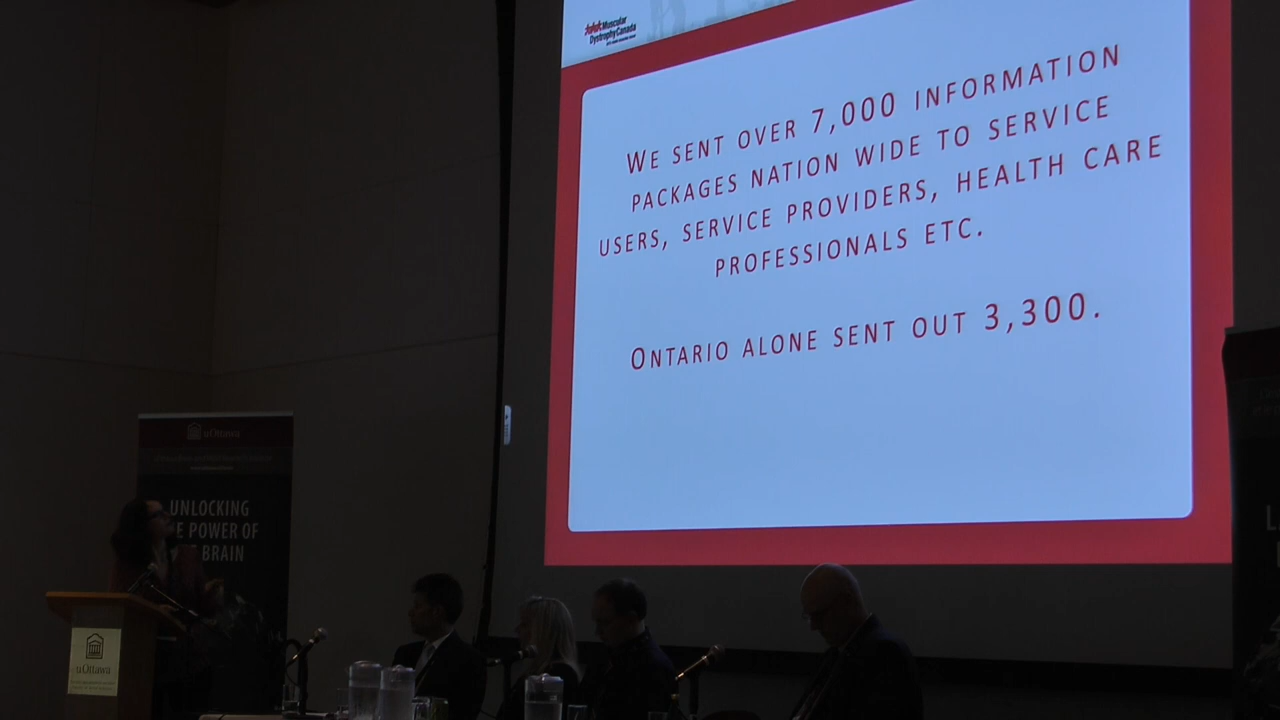 Muscular
Dystrophy Canada
We sent over 7,000 information
packages nation wide to service
users, service providers, health care
professionals etc.
Ontario alone sent out 3,300.
uOttawa
UNLOCKING
POWER OF
BRAIN
uOttawa